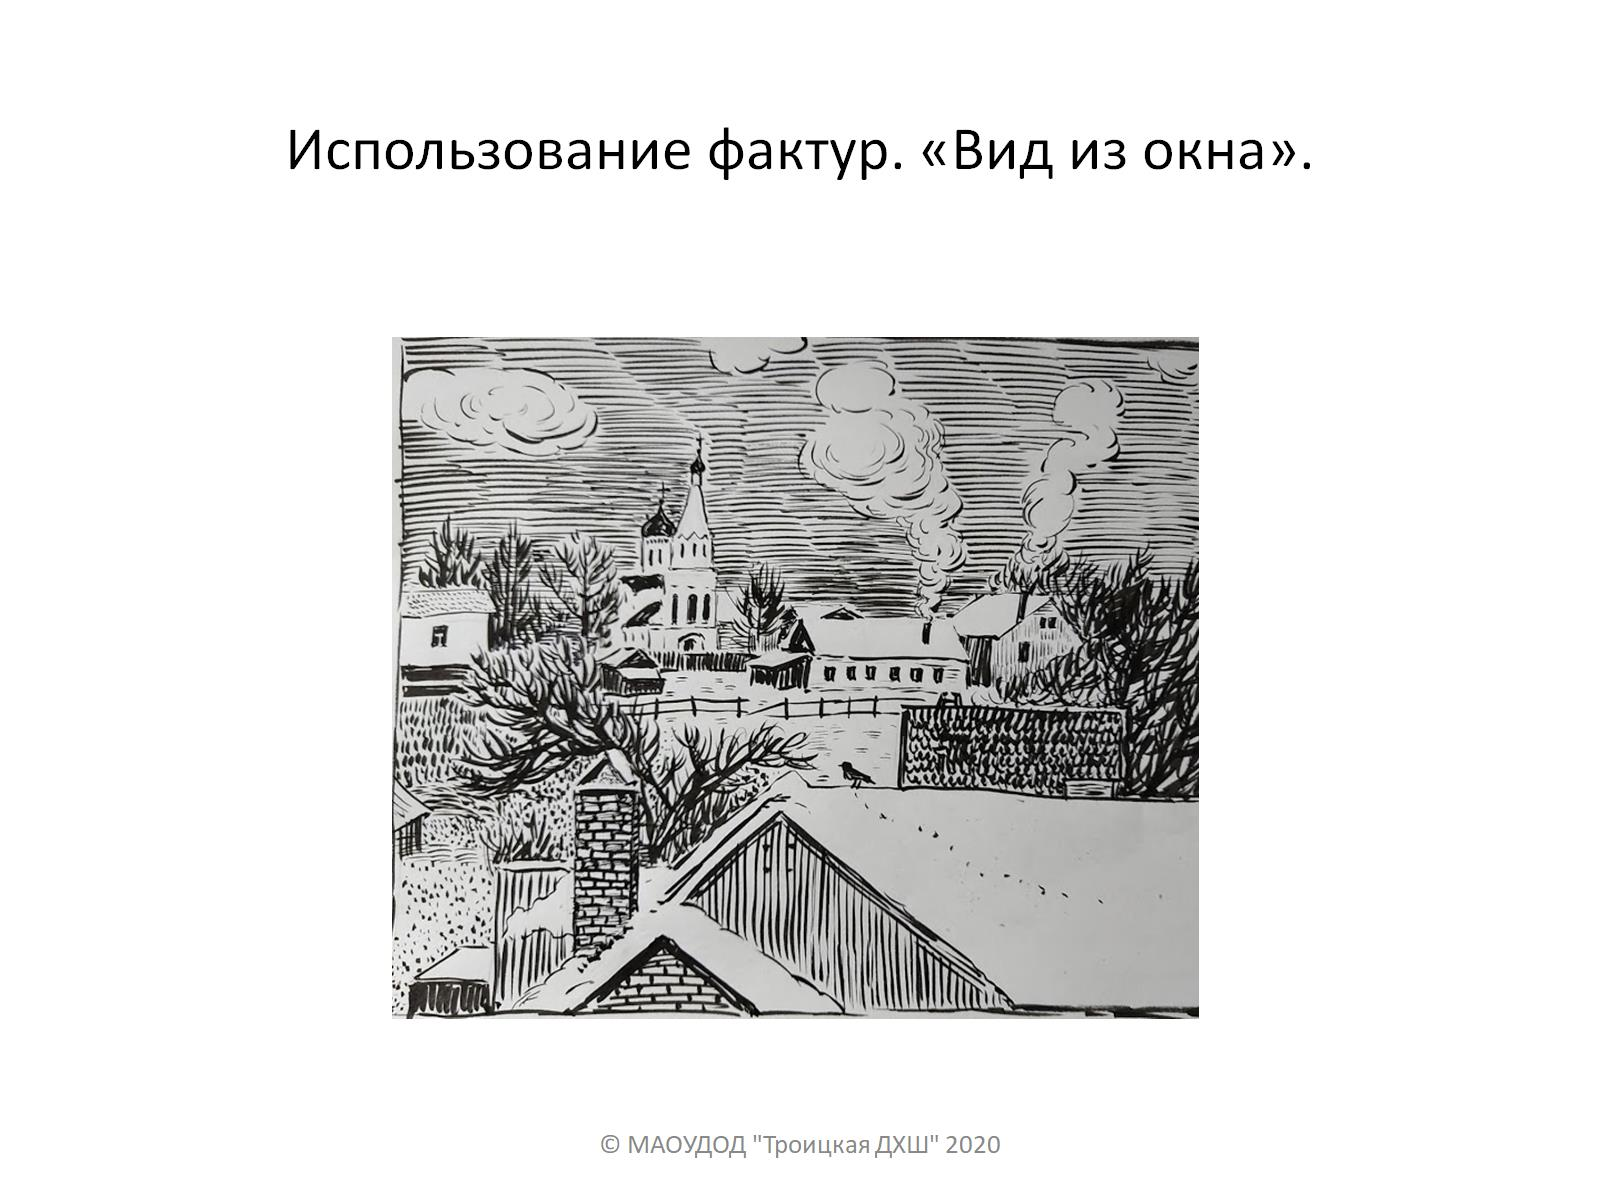 Использование фактур. «Вид из окна».
© МАОУДОД "Троицкая ДХШ" 2020